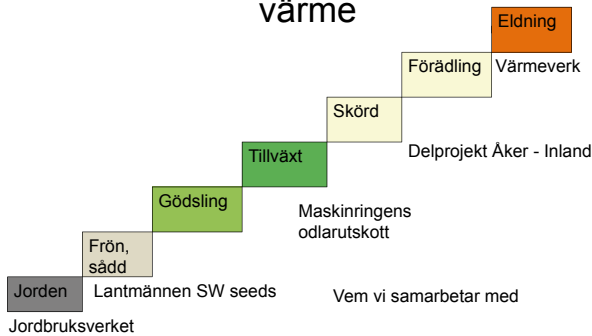 värme
Eldning
Förädling
Värmeverk
Skörd
Tillväxt
Delprojekt Åker - Inland
Gödsling
Maskinringens
odlarutskott
Frön,
sådd
Jorden
Lantmännen SW seeds
Vem vi samarbetar med
Jordbruksverket